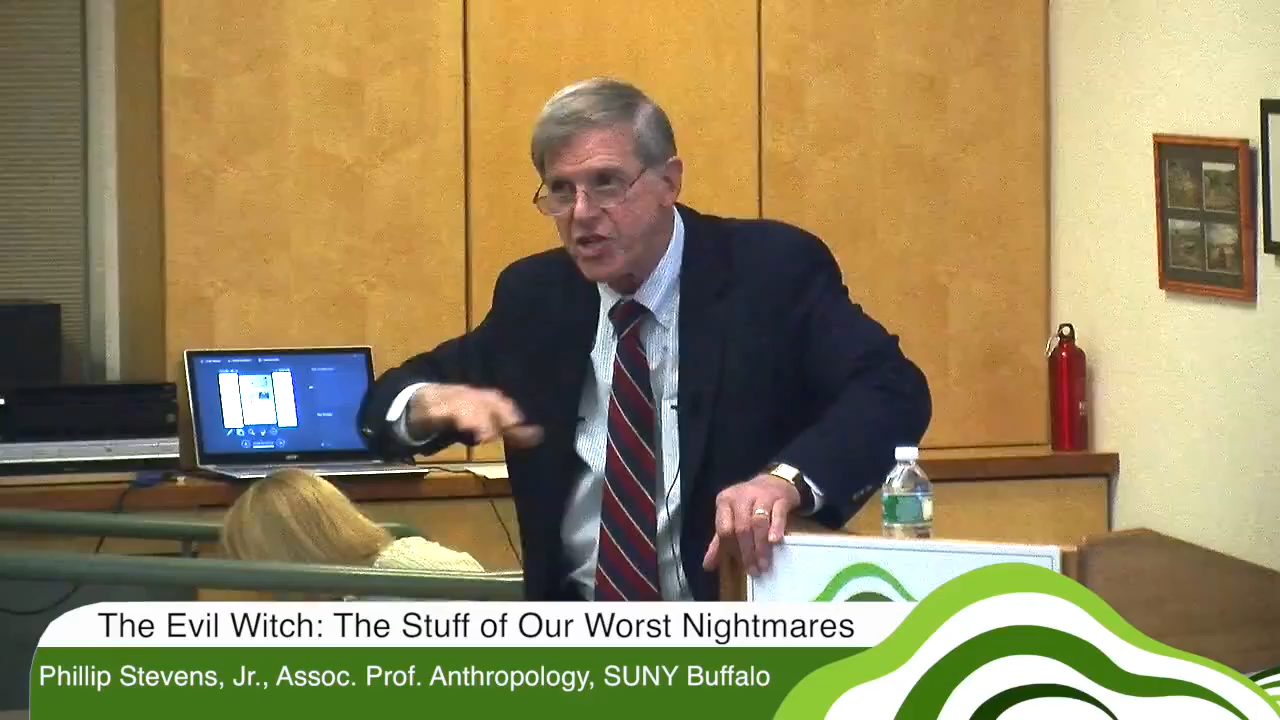 The Evil Witch: The Stuff of Our Worst Nightmares
Phillip Stevens, Jr., Assoc. Prof. Anthropology, SUNY Buffalo